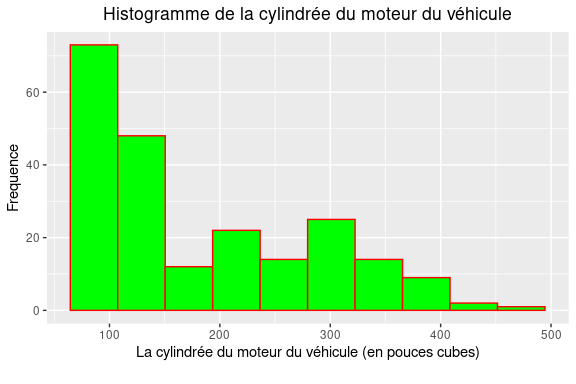 Histogramme de la cylindrée du moteur du véhicule
Frequence
60
40
20
0
100 200 300 400 500
La cylindrée du moteur du véhicule (en pouces cubes)